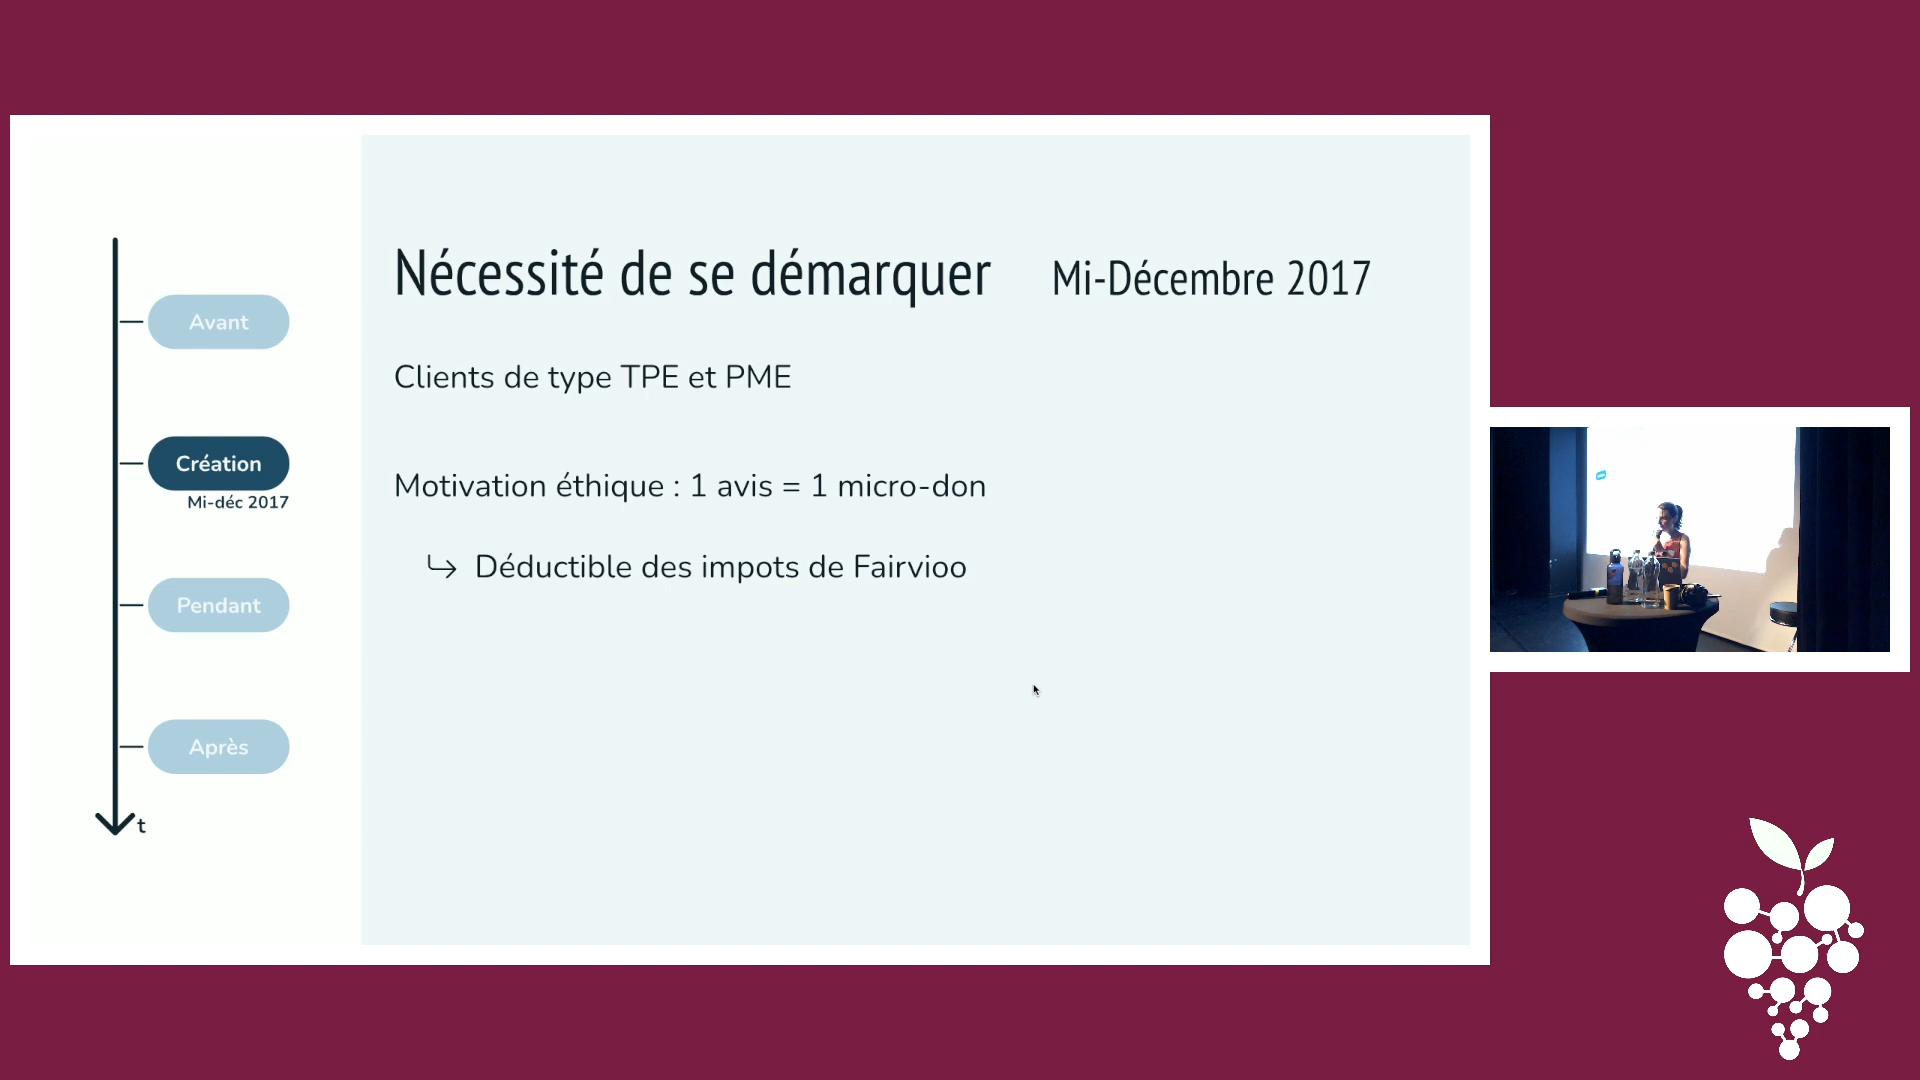 Avant
Création
Mi-déc 2017
Pendant
Après
t
Nécessité de se démarquer Mi-Décembre 2017
Clients de type TPE et PME
Motivation éthique : 1 avis = 1 micro-don
Déductible des impots de Fairvioo